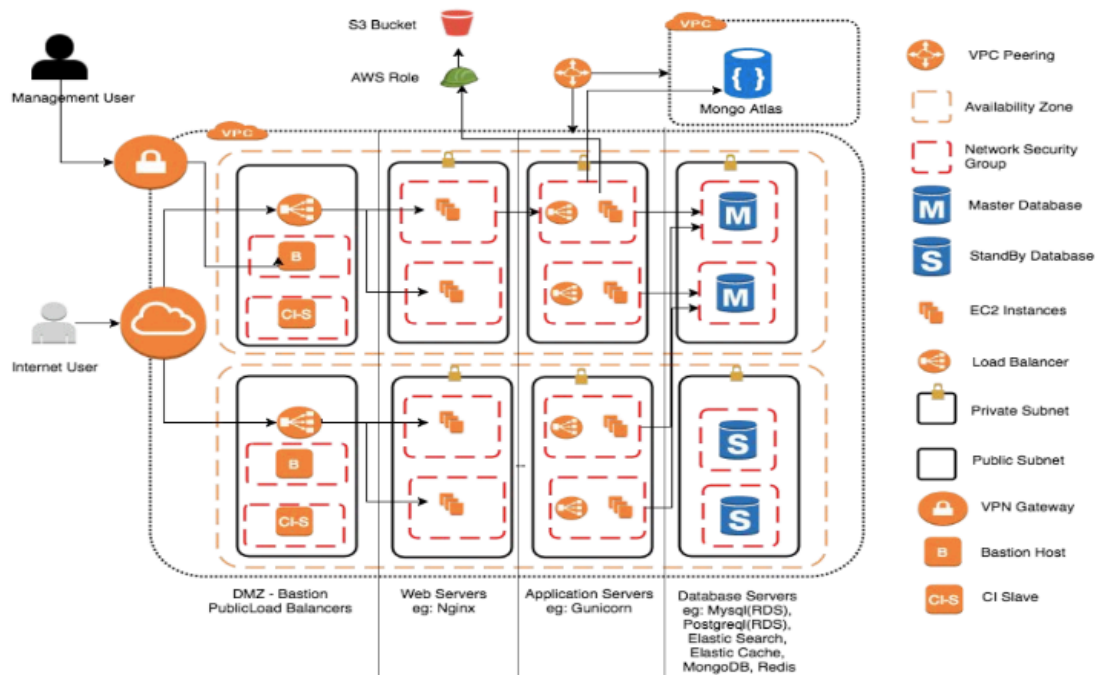 S3 Bucket
AWS Role
Management User
VPC
Mongo Atlas
VPC
B
CI-S
M
M
Internet User
B
CI-S
S
S
DMZ - Bastion
PublicLoad Balancers
Web Servers
eg: Nginx
Application Servers
eg: Gunicorn
Database Servers
eg: Mysql(RDS),
Postgreql(RDS),
Elastic Search,
Elastic Cache,
MongoDB, Redis
VPC Peering
Availability Zone
Network Security
Group
M
Master Database
S
StandBy Database
EC2 Instances
Load Balancer
Private Subnet
Public Subnet
VPN Gateway
B
Bastion Host
CI-S
CI Slave